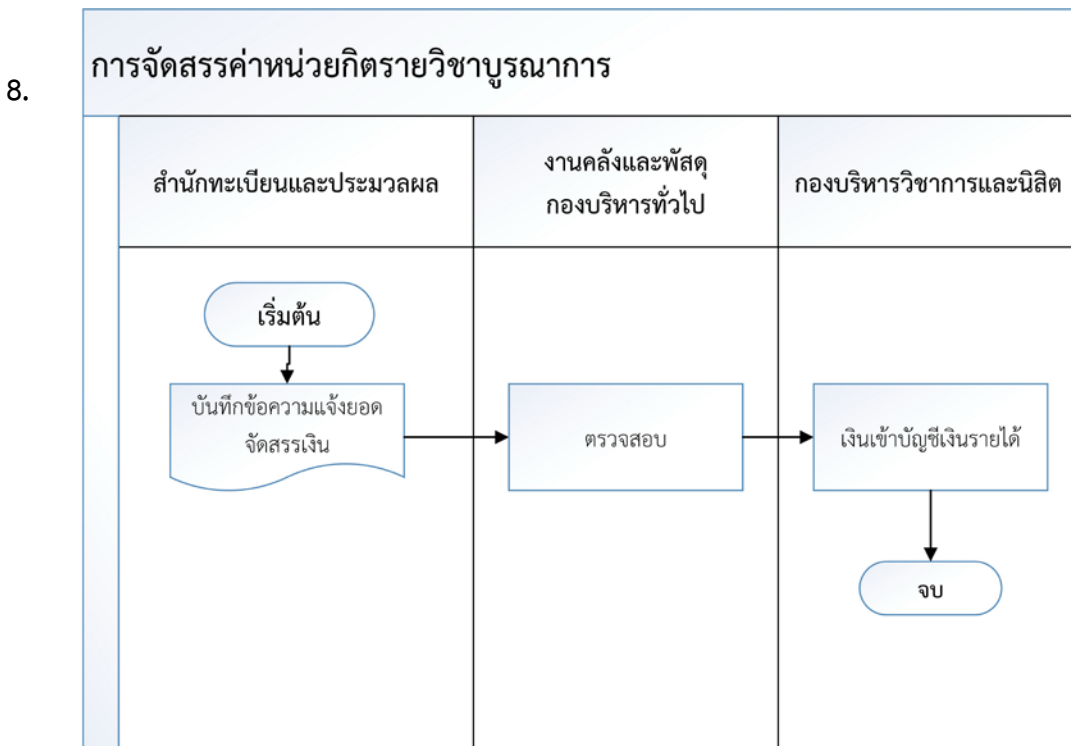 8.
การจัดสรรค่าหน่วยกิตรายวิชาบูรณาการ
สำนักทะเบียนและประมวลผล
งานคลังและพัสดุ
กองบริหารทั่วไป
กองบริหารวิชาการและนิสิต
เริ่มต้น
บันทึกข้อความแจ้งยอด
จัดสรรเงิน
ตรวจสอบ
เงินเข้าบัญชีเงินรายได้
จบ